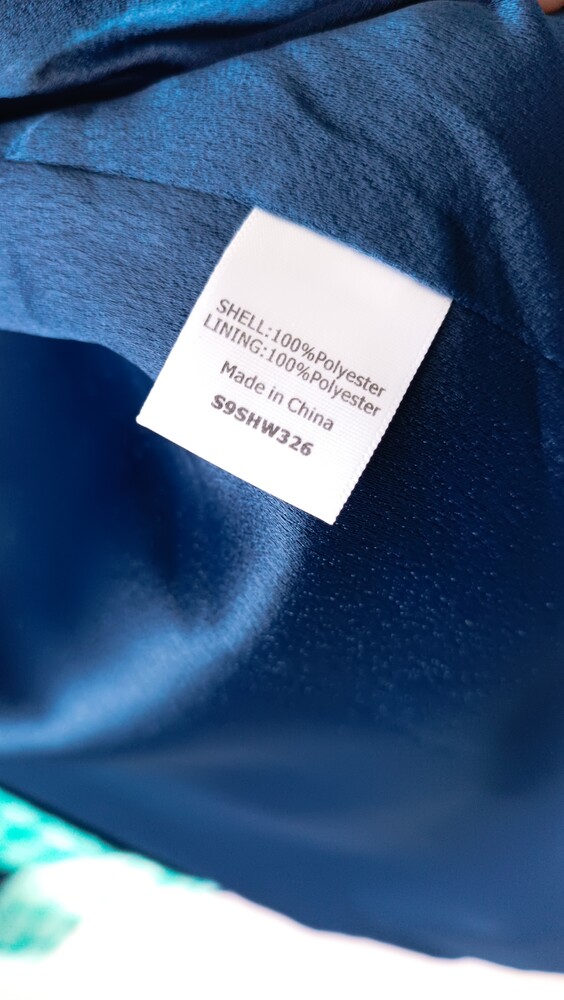 SHELL:100%Polyester
LINING:100%Polyester
Made in China
S9SHW326